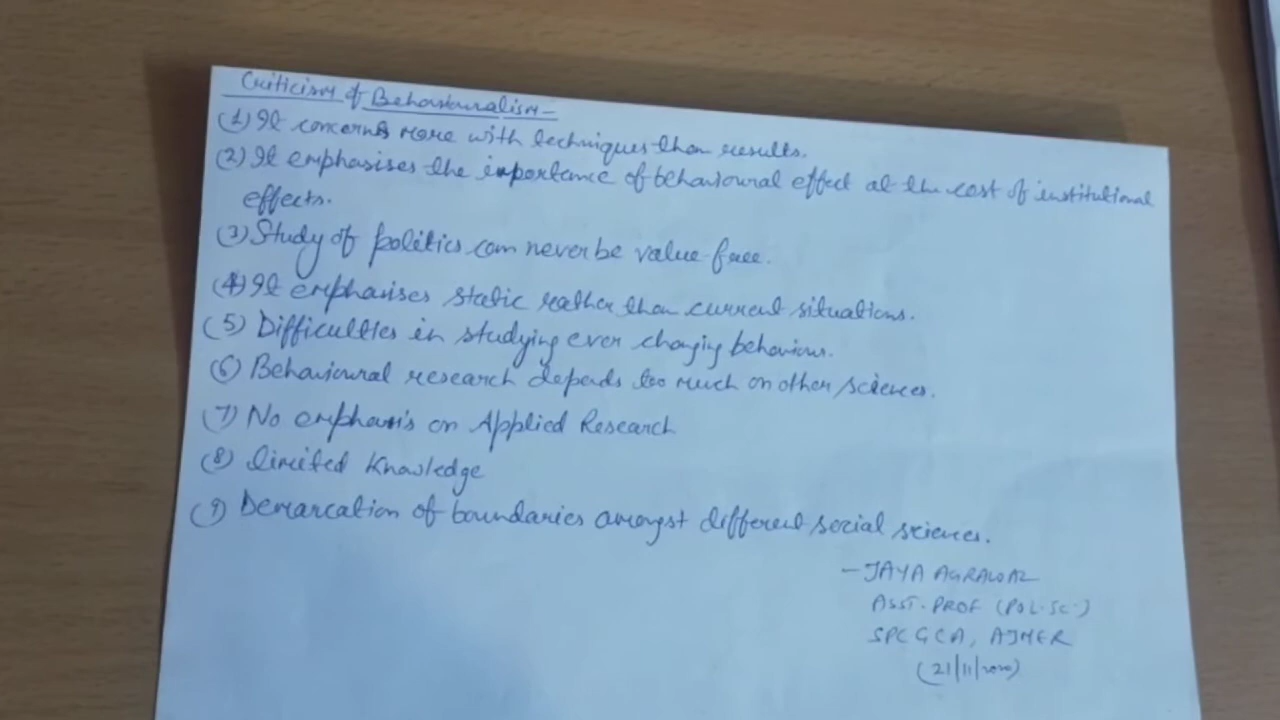 Criticism of Behaviouralism-
(1) It concerns more with techniques than results.
(2) It emphasises the importance of behavioural effect at the cost of institutional
effects.
(3) Study of politics can never be value-free.
(4) It emphasises static rather than current situations.
(5) Difficulties in studying ever changing behaviour.
(6) Behavioural research depends too much on other sciences.
(7) No emphasis on Applied Research
(8) limited Knowledge
(9) Demarcation of boundaries amongst different social sciences.
- JAYA AGRAWAL
ASST. PROF (POL.SC.)
SPC GCA, AJMER
(21/11/2020)